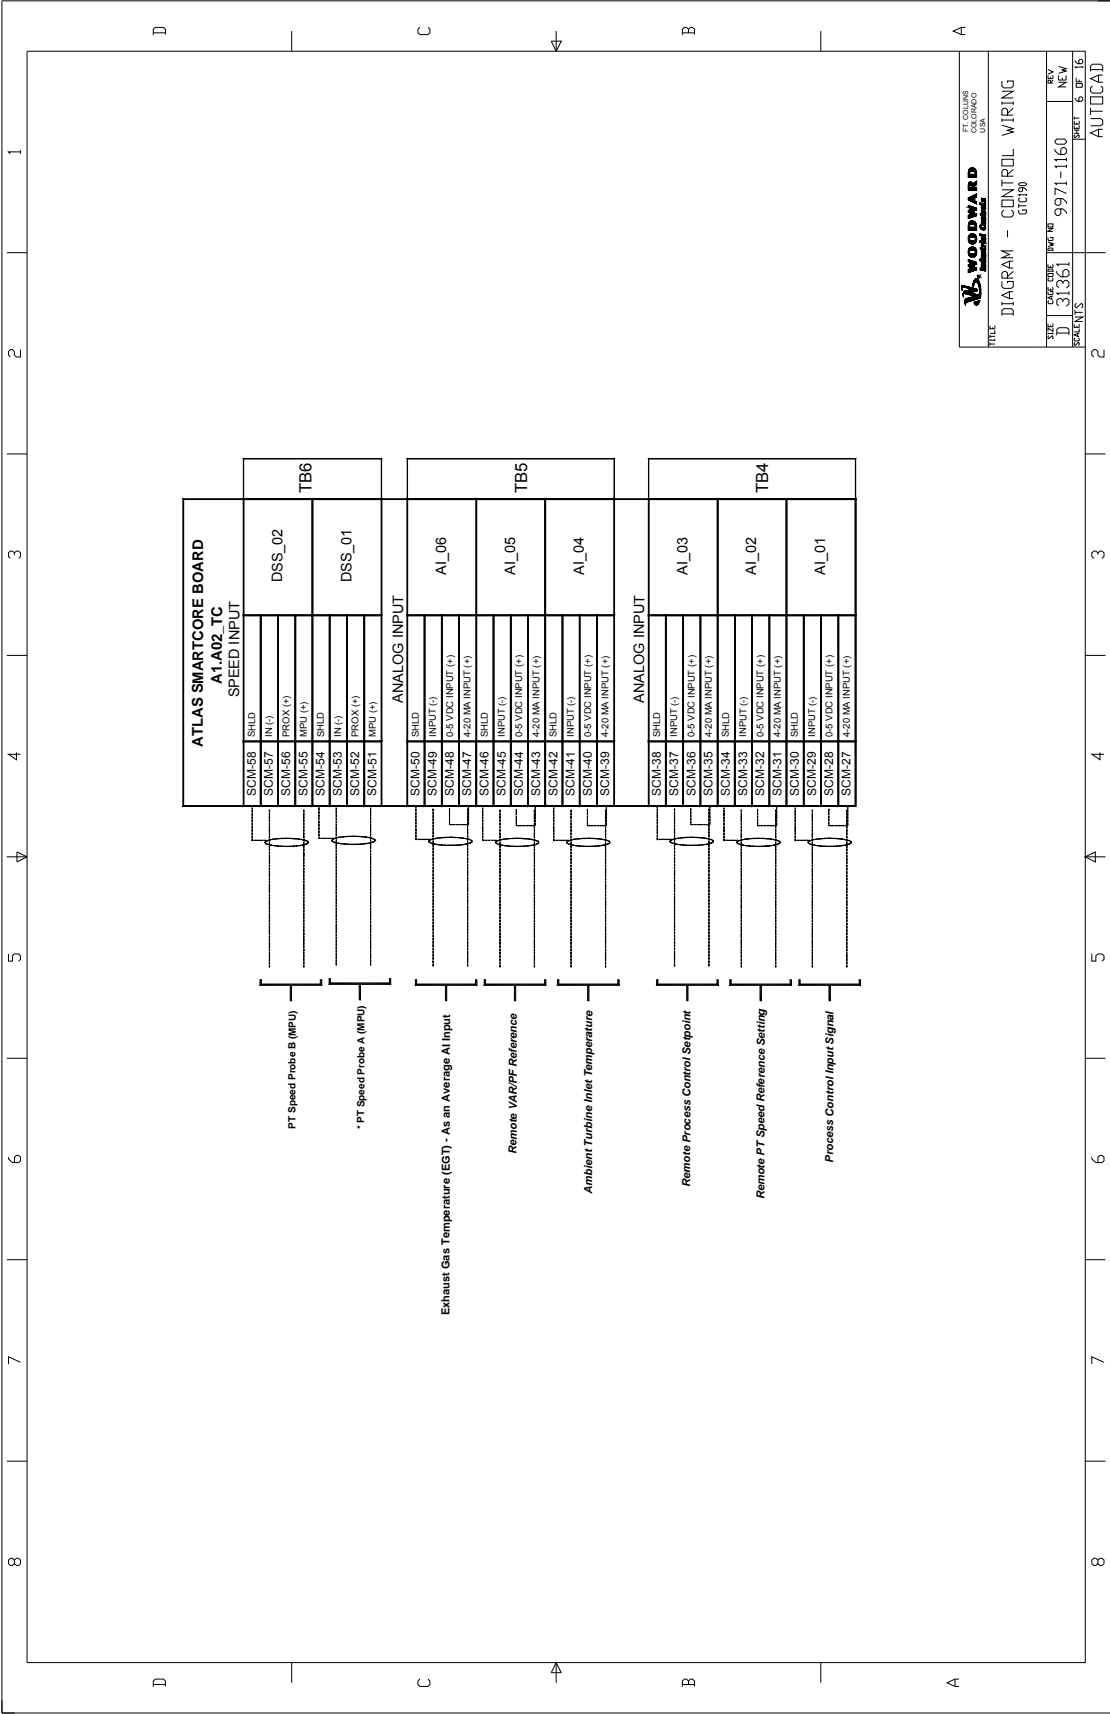 8 7 6 5 4 3 2 1
D
C
B
A
ATLAS SMARTCORE BOARD
A1.A02_TC
SPEED INPUT
PT Speed Probe B (MPU)
SCM-58 SHLD
SCM-57 IN (-)
SCM-56 PROX (+)
SCM-55 MPU (+)
DSS_02
* PT Speed Probe A (MPU)
SCM-54 SHLD
SCM-53 IN (-)
SCM-52 PROX (+)
SCM-51 MPU (+)
DSS_01
TB6
ANALOG INPUT
Exhaust Gas Temperature (EGT) - As an Average AI Input
SCM-50 SHLD
SCM-49 INPUT (-)
SCM-48 0-5 VDC INPUT (+)
SCM-47 4-20 MA INPUT (+)
AI_06
Remote VAR/PF Reference
SCM-46 SHLD
SCM-45 INPUT (-)
SCM-44 0-5 VDC INPUT (+)
SCM-43 4-20 MA INPUT (+)
AI_05
Ambient Turbine Inlet Temperature
SCM-42 SHLD
SCM-41 INPUT (-)
SCM-40 0-5 VDC INPUT (+)
SCM-39 4-20 MA INPUT (+)
AI_04
TB5
ANALOG INPUT
Remote Process Control Setpoint
SCM-38 SHLD
SCM-37 INPUT (-)
SCM-36 0-5 VDC INPUT (+)
SCM-35 4-20 MA INPUT (+)
AI_03
Remote PT Speed Reference Setting
SCM-34 SHLD
SCM-33 INPUT (-)
SCM-32 0-5 VDC INPUT (+)
SCM-31 4-20 MA INPUT (+)
AI_02
Process Control Input Signal
SCM-30 SHLD
SCM-29 INPUT (-)
SCM-28 0-5 VDC INPUT (+)
SCM-27 4-20 MA INPUT (+)
AI_01
TB4
D
C
B
A
WOODWARD
Industrial Controls
FT. COLLINS
COLORADO
USA
TITLE
DIAGRAM - CONTROL WIRING
GTC190
SIZE D
CAGE CODE 31361
DWG NO 9971-1160
REV NEW
SCALE NTS
SHEET 6 OF 16
8 7 6 5 4 3 2
AUTOCAD